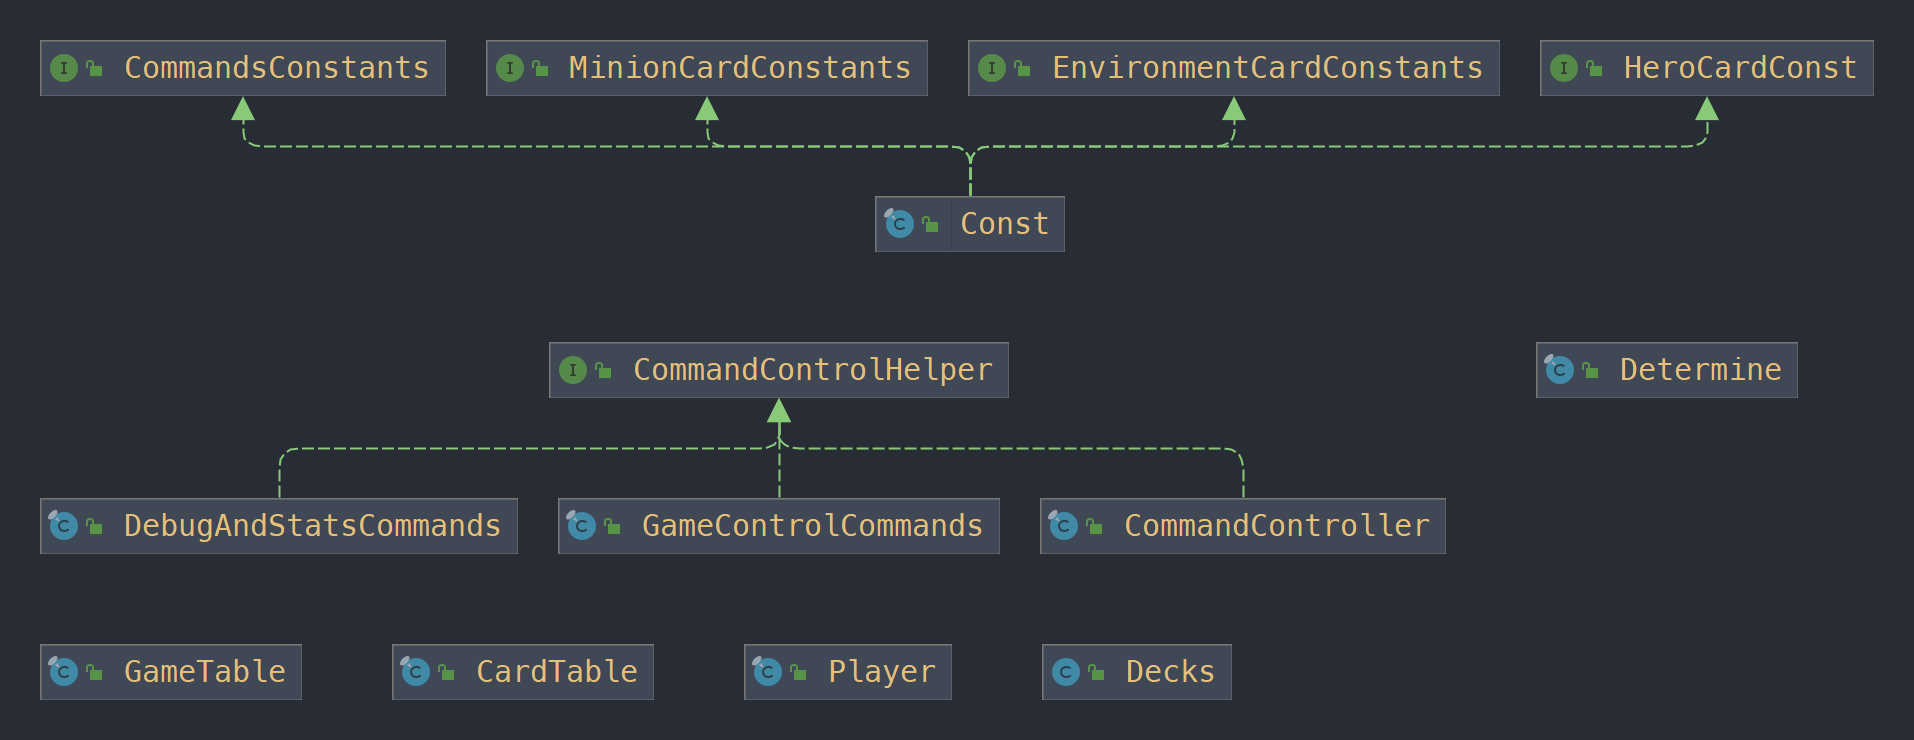 CommandsConstants MinionCardConstants EnvironmentCardConstants HeroCardConst
Const
CommandControlHelper Determine
DebugAndStatsCommands GameControlCommands CommandController
GameTable CardTable Player Decks